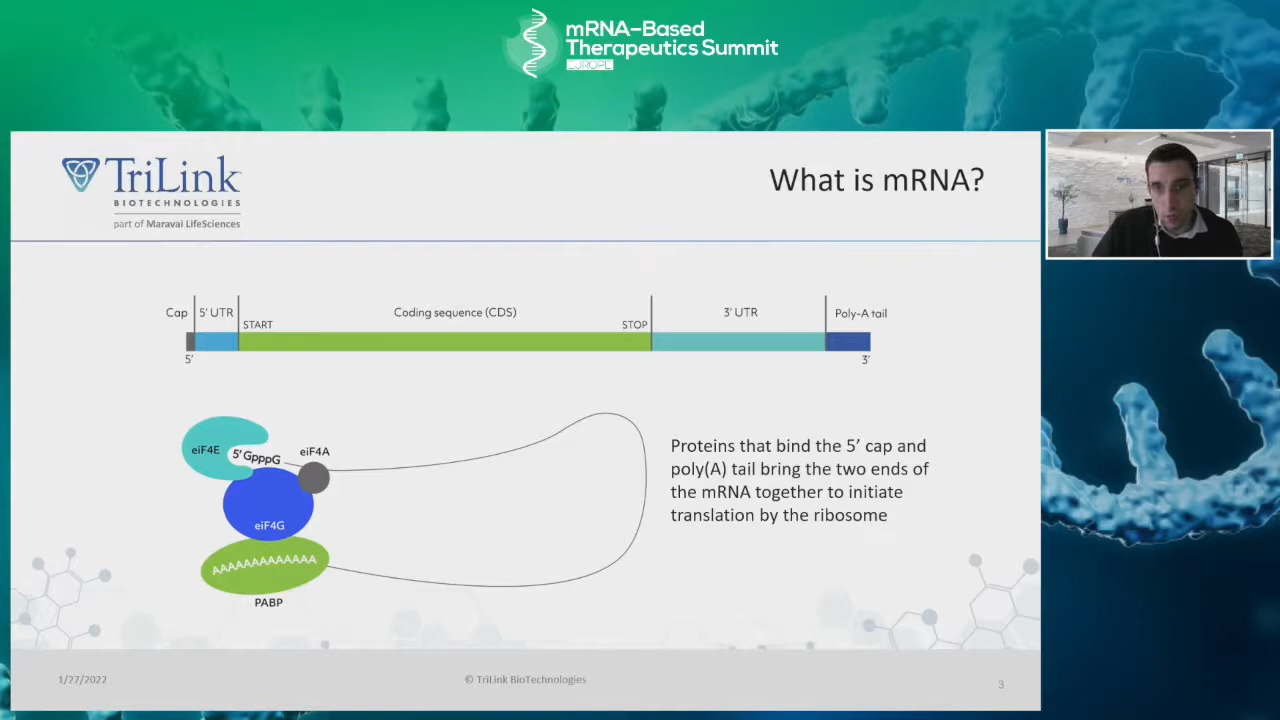 mRNA-Based
Therapeutics Summit
EUROPE
TriLink
BIOTECHNOLOGIES
part of Maravai LifeSciences
What is mRNA?
Cap
5' UTR
START
Coding sequence (CDS)
STOP
3' UTR
Poly-A tail
5'
3'
eiF4E
5' GpppG
eiF4A
eiF4G
AAAAAAAAAAAAA
PABP
Proteins that bind the 5' cap and
poly(A) tail bring the two ends of
the mRNA together to initiate
translation by the ribosome
1/27/2022
© TriLink BioTechnologies
3